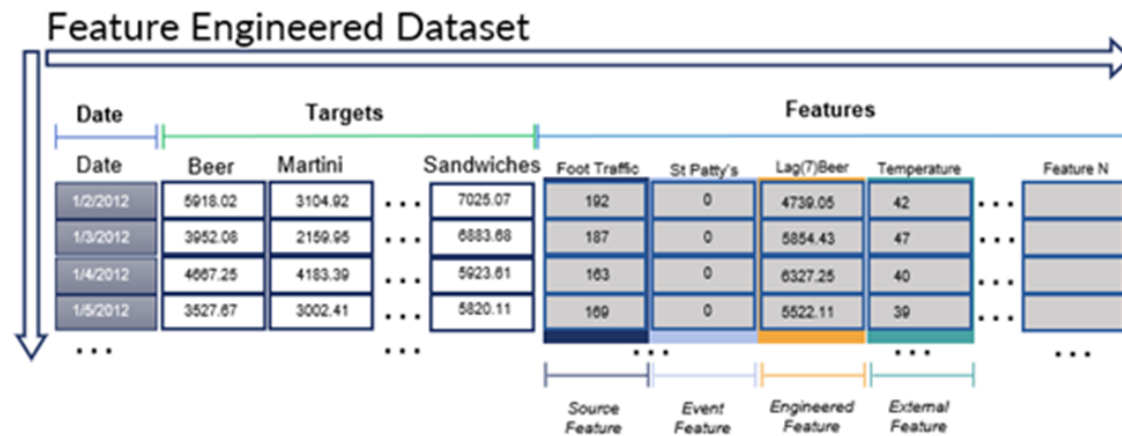 Feature Engineered Dataset
Date Targets Features
Date Beer Martini Sandwiches Foot Traffic St Patty's Lag(7)Beer Temperature Feature N
1/2/2012 5918.02 3104.92 ... 7025.07 192 0 4739.05 42 ...
1/3/2012 3952.08 2159.95 ... 6883.68 187 0 5854.43 47 ...
1/4/2012 4667.25 4183.39 ... 5923.61 163 0 6327.25 40 ...
1/5/2012 3527.67 3002.41 ... 5820.11 169 0 5522.11 39 ...
... ... ... ... ...
Source Feature Event Feature Engineered Feature External Feature